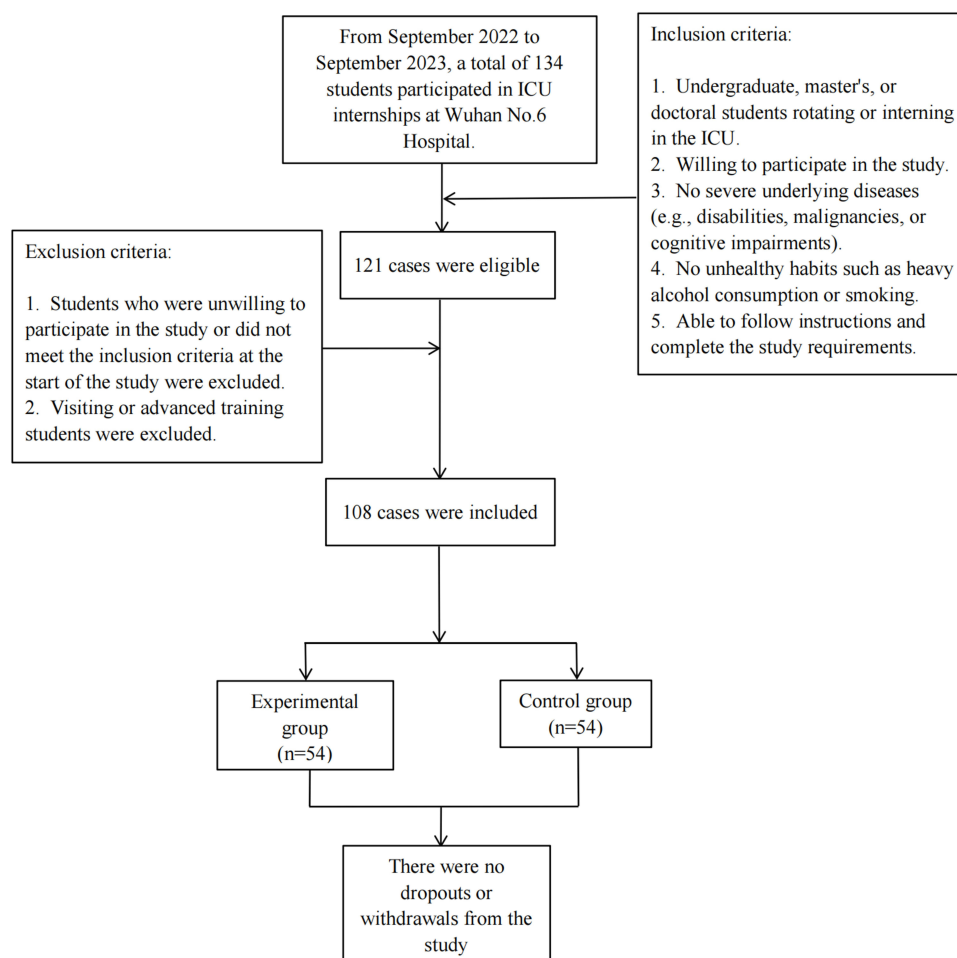 From September 2022 to
September 2023, a total of 134
students participated in ICU
internships at Wuhan No.6
Hospital.
Inclusion criteria:
1. Undergraduate, master's, or
doctoral students rotating or interning
in the ICU.
2. Willing to participate in the study.
3. No severe underlying diseases
(e.g., disabilities, malignancies, or
cognitive impairments).
4. No unhealthy habits such as heavy
alcohol consumption or smoking.
5. Able to follow instructions and
complete the study requirements.
121 cases were eligible
Exclusion criteria:
1. Students who were unwilling to
participate in the study or did not
meet the inclusion criteria at the
start of the study were excluded.
2. Visiting or advanced training
students were excluded.
108 cases were included
Experimental
group
(n=54)
Control group
(n=54)
There were no
dropouts or
withdrawals from the
study